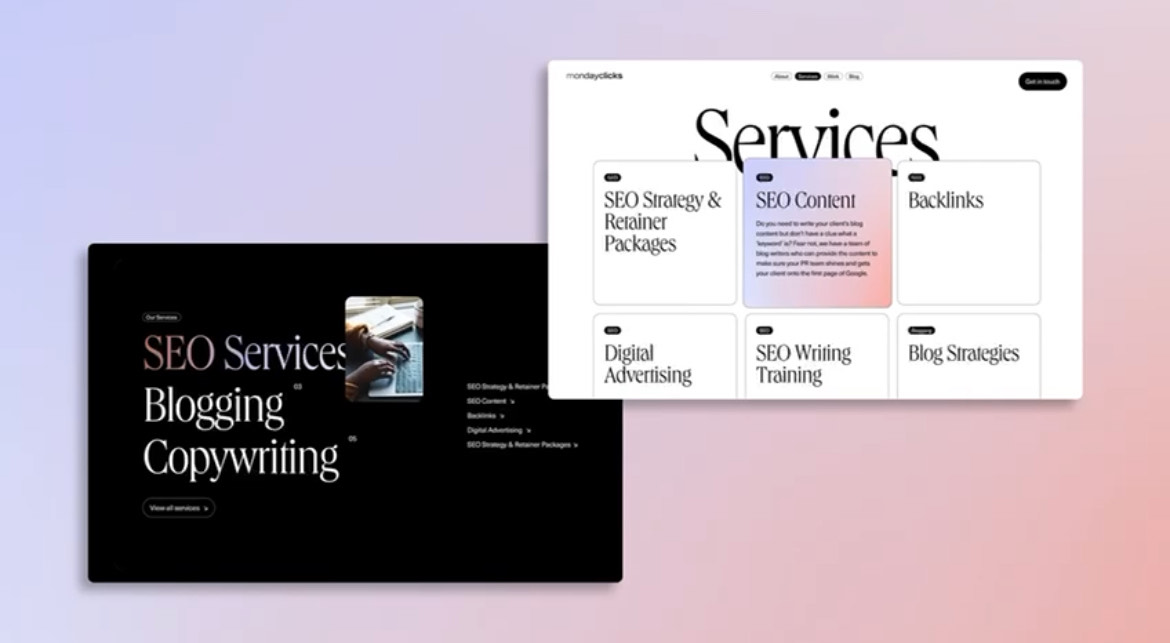 Our Services
SEO Services
Blogging
03
Copywriting
05
View all services
SEO Strategy & Retainer
SEO Content
Backlinks
Digital Advertising
SEO Strategy & Retainer Packages
mondayclicks
About
Services
Work
Blog
Get in touch
Services
SEO
SEO Strategy &
Retainer
Packages
SEO
SEO Content
Do you need to write your client's blog
content but don't have a clue what a
'keyword' is? Fear not, we have a team of
blog writers who can provide the content to
make sure your PR team shines and gets
your client onto the first page of Google.
Backlinks
SEO
Digital
Advertising
SEO
SEO Writing
Training
Blogging
Blog Strategies